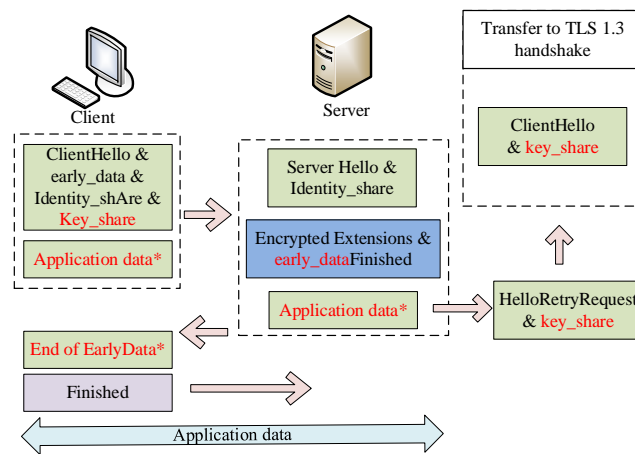 Transfer to TLS 1.3
handshake
Client
Server
ClientHello &
early_data &
Identity_shAre &
Key_share
Application data*
Server Hello &
Identity_share
Encrypted Extensions &
early_dataFinished
Application data*
ClientHello
& key_share
HelloRetryRequest
& key_share
End of EarlyData*
Finished
Application data